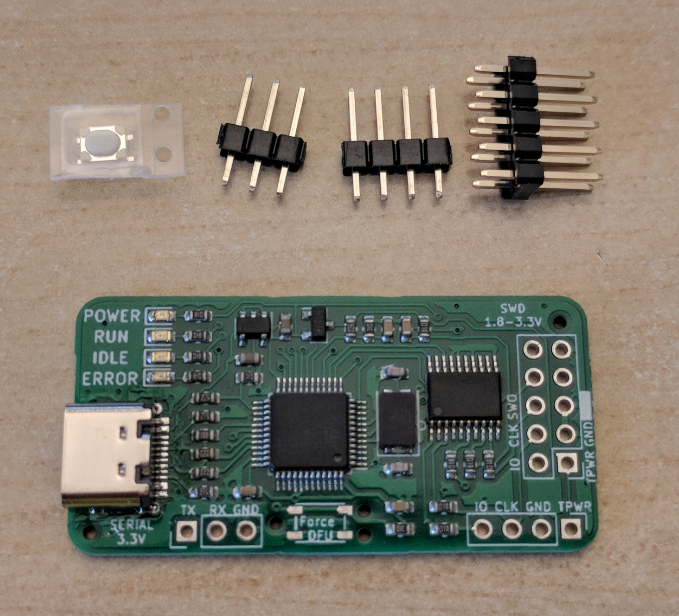 POWER
RUN
IDLE
ERROR
SWD
1.8-3.3V
IO CLK SWO
TPWR GND
TX RX GND
SERIAL
3.3V
Force
DFU
IO CLK GND TPWR